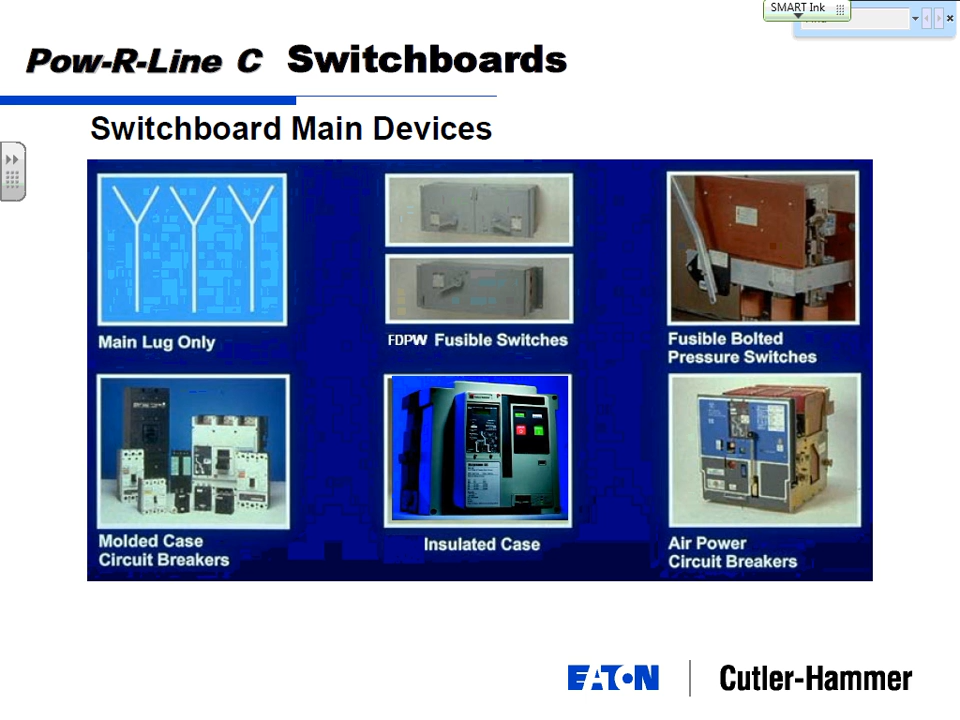 SMART Ink
Pow-R-Line C Switchboards
Switchboard Main Devices
Main Lug Only
FDPW Fusible Switches
Fusible Bolted
Pressure Switches
Molded Case
Circuit Breakers
Insulated Case
Air Power
Circuit Breakers
EATON
Cutler-Hammer